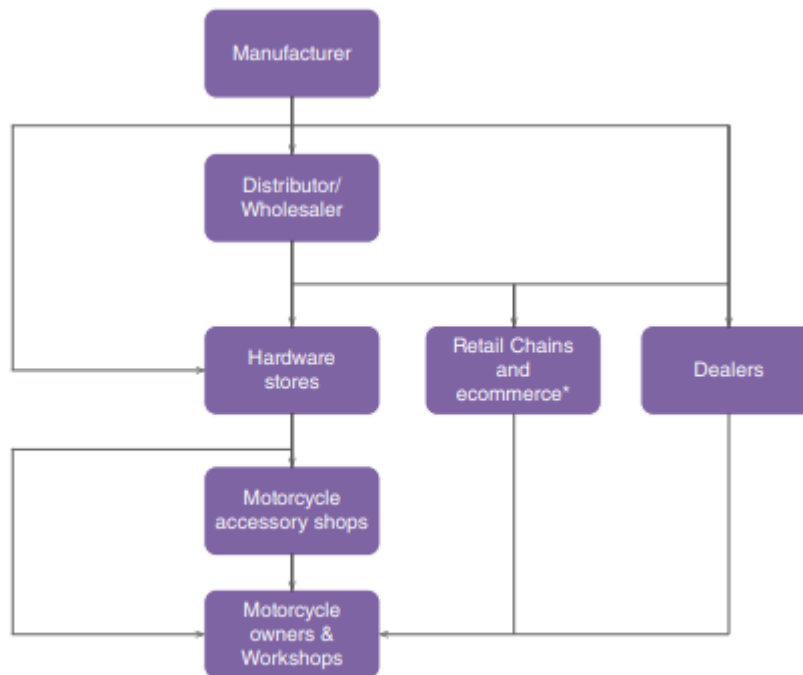 Manufacturer
Distributor/
Wholesaler
Hardware
stores
Retail Chains
and
ecommerce*
Dealers
Motorcycle
accessory shops
Motorcycle
owners &
Workshops